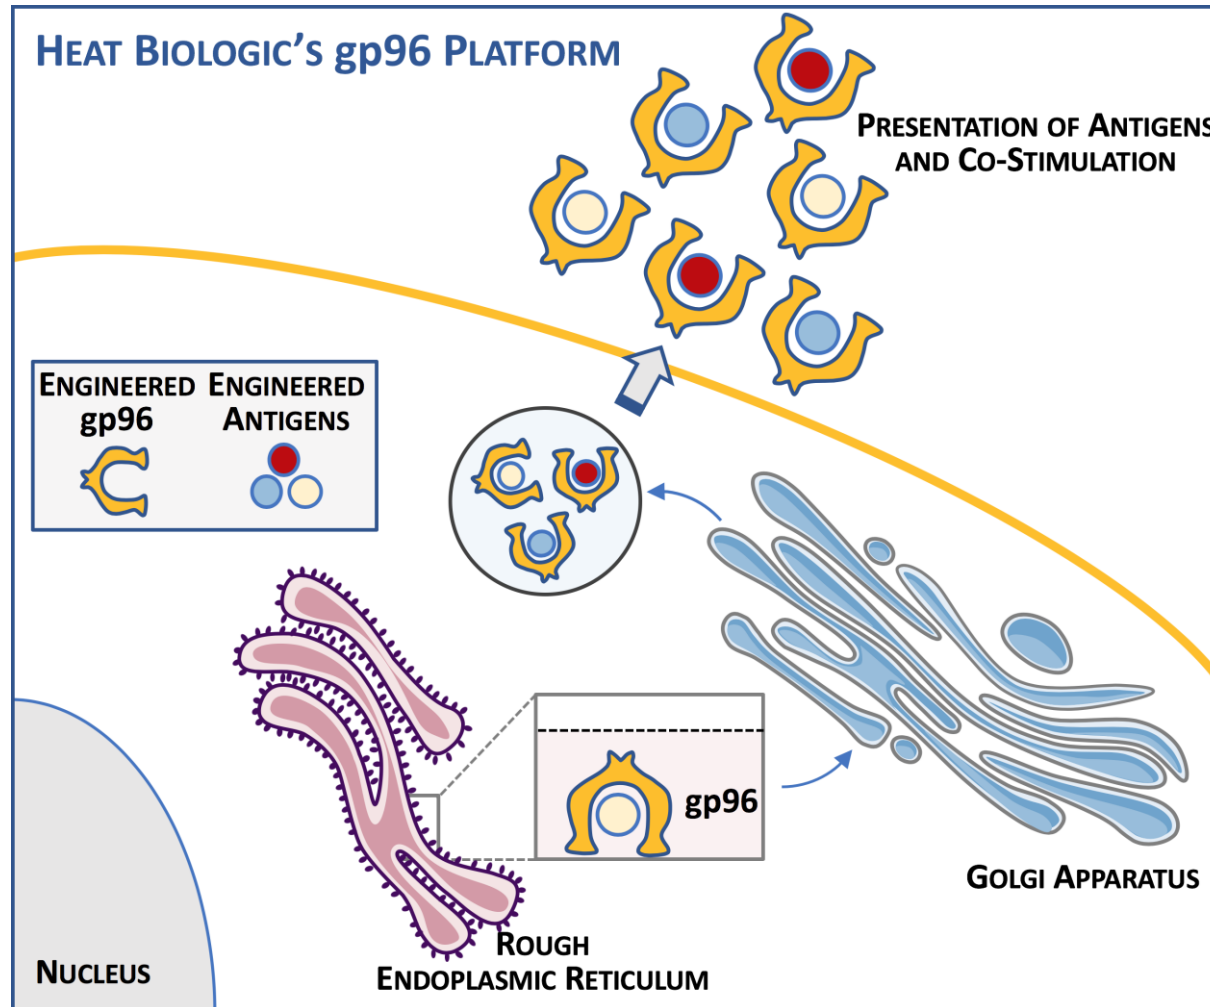 HEAT BIOLOGIC'S gp96 PLATFORM
PRESENTATION OF ANTIGENS
AND CO-STIMULATION
ENGINEERED
gp96
ENGINEERED
ANTIGENS
gp96
GOLGI APPARATUS
ROUGH
ENDOPLASMIC RETICULUM
NUCLEUS